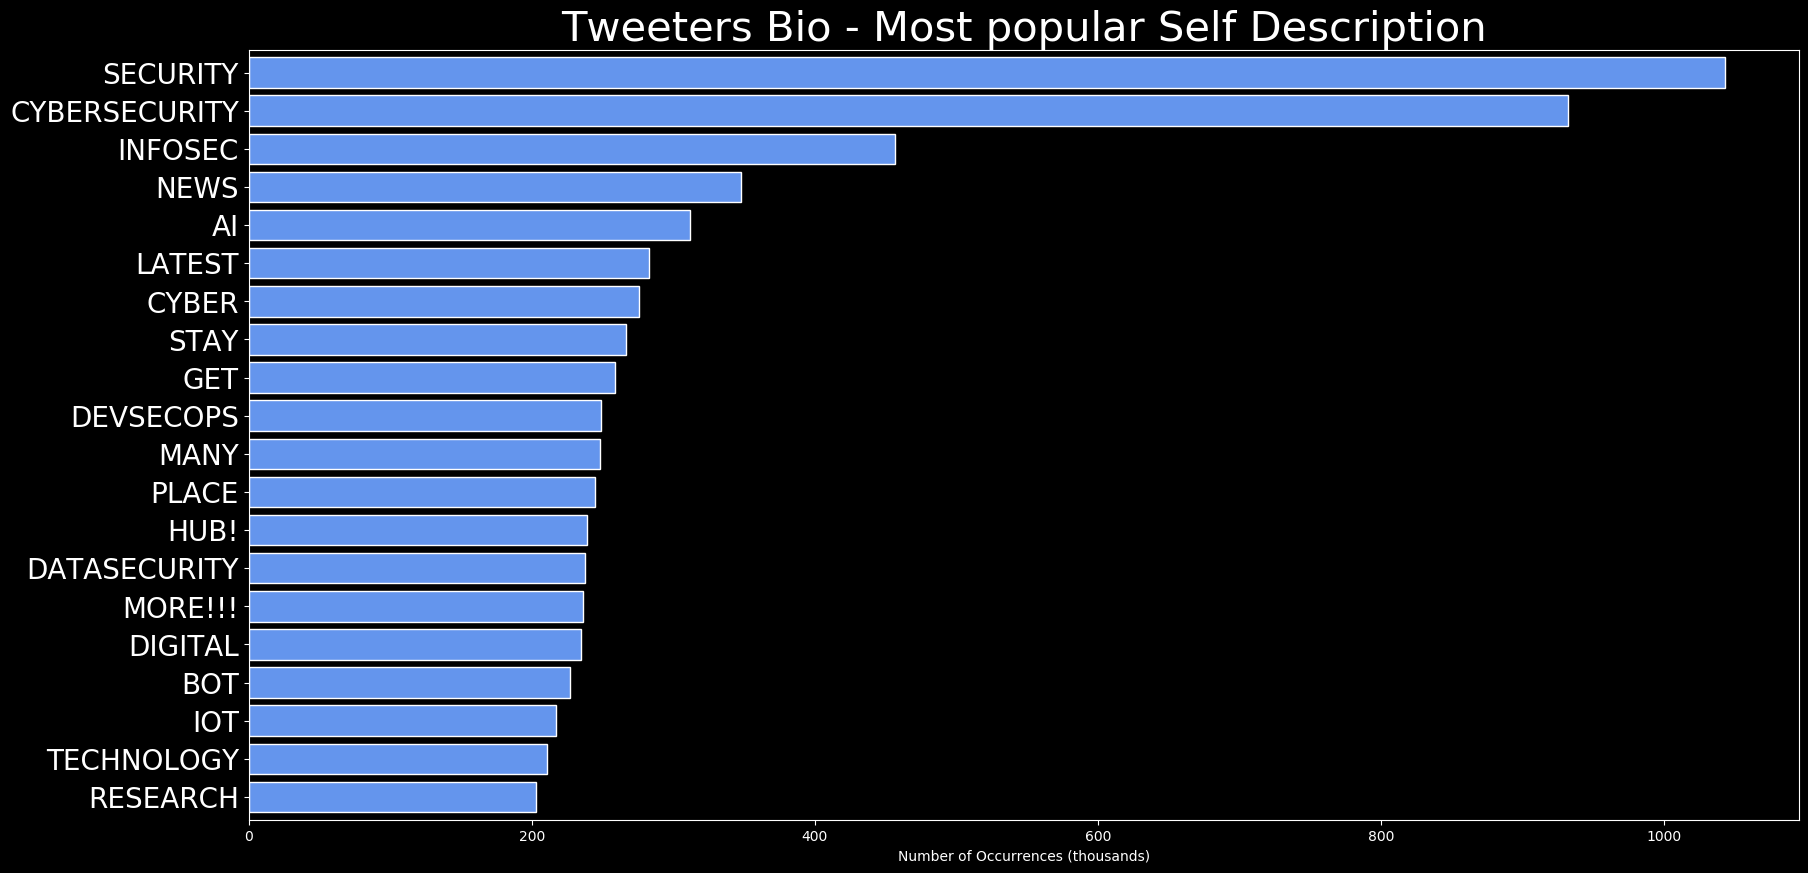 Tweeters Bio - Most popular Self Description
SECURITY
CYBERSECURITY
INFOSEC
NEWS
AI
LATEST
CYBER
STAY
GET
DEVSECOPS
MANY
PLACE
HUB!
DATASECURITY
MORE!!!
DIGITAL
BOT
IOT
TECHNOLOGY
RESEARCH
0 200 400 600 800 1000
Number of Occurrences (thousands)